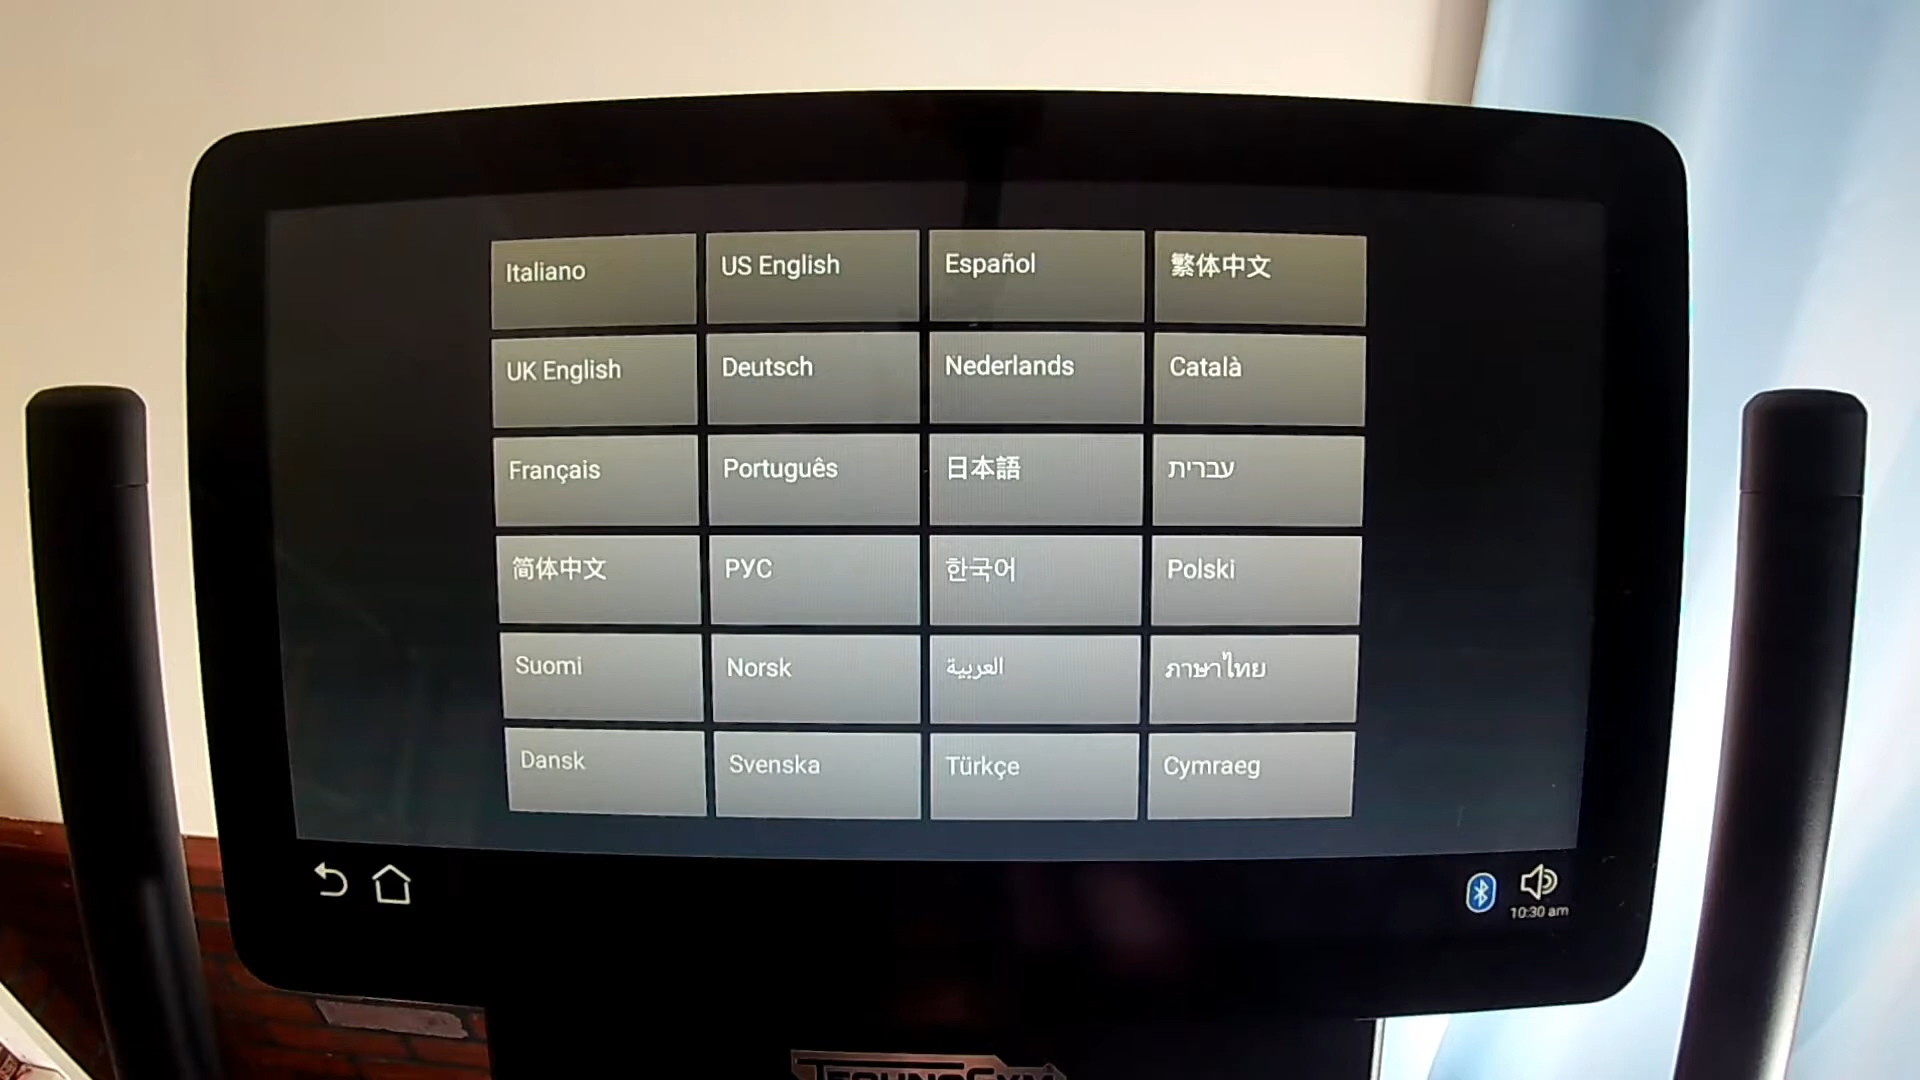 Italiano
US English
Español
繁体中文
UK English
Deutsch
Nederlands
Català
Français
Português
日本語
עברית
简体中文
РУС
한국어
Polski
Suomi
Norsk
العربية
ภาษาไทย
Dansk
Svenska
Türkçe
Cymraeg
10:30 am
TECHNOGYM